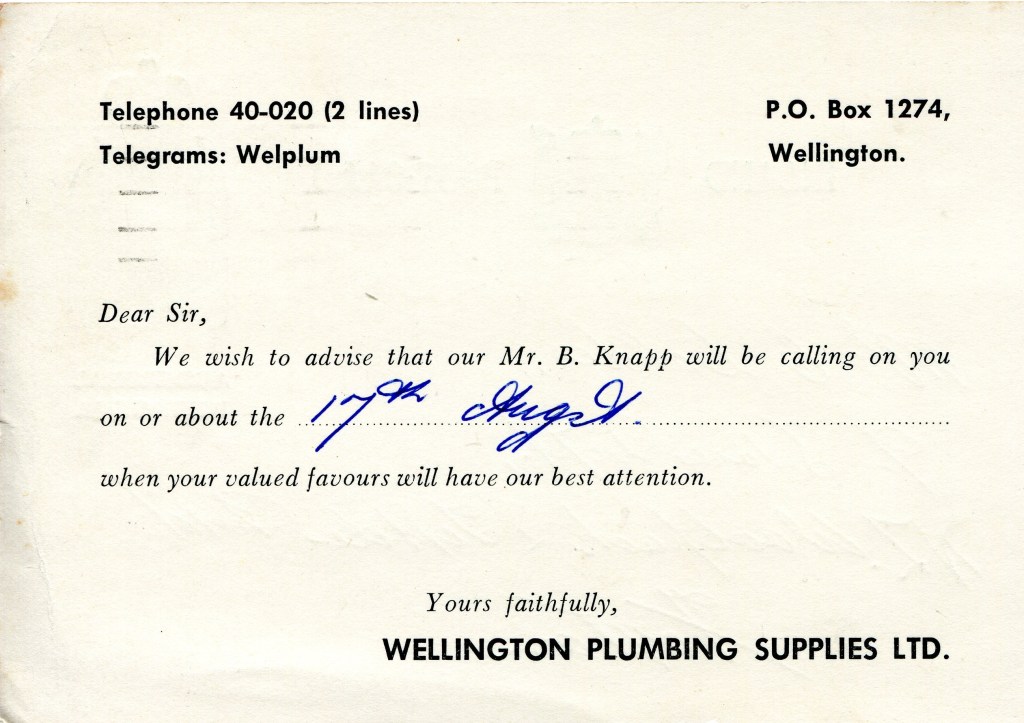 Telephone 40-020 (2 lines)
P.O. Box 1274,
Telegrams: Welplum
Wellington.
Dear Sir,
We wish to advise that our Mr. B. Knapp will be calling on you
on or about the 17th Augst.
when your valued favours will have our best attention.
Yours faithfully,
WELLINGTON PLUMBING SUPPLIES LTD.